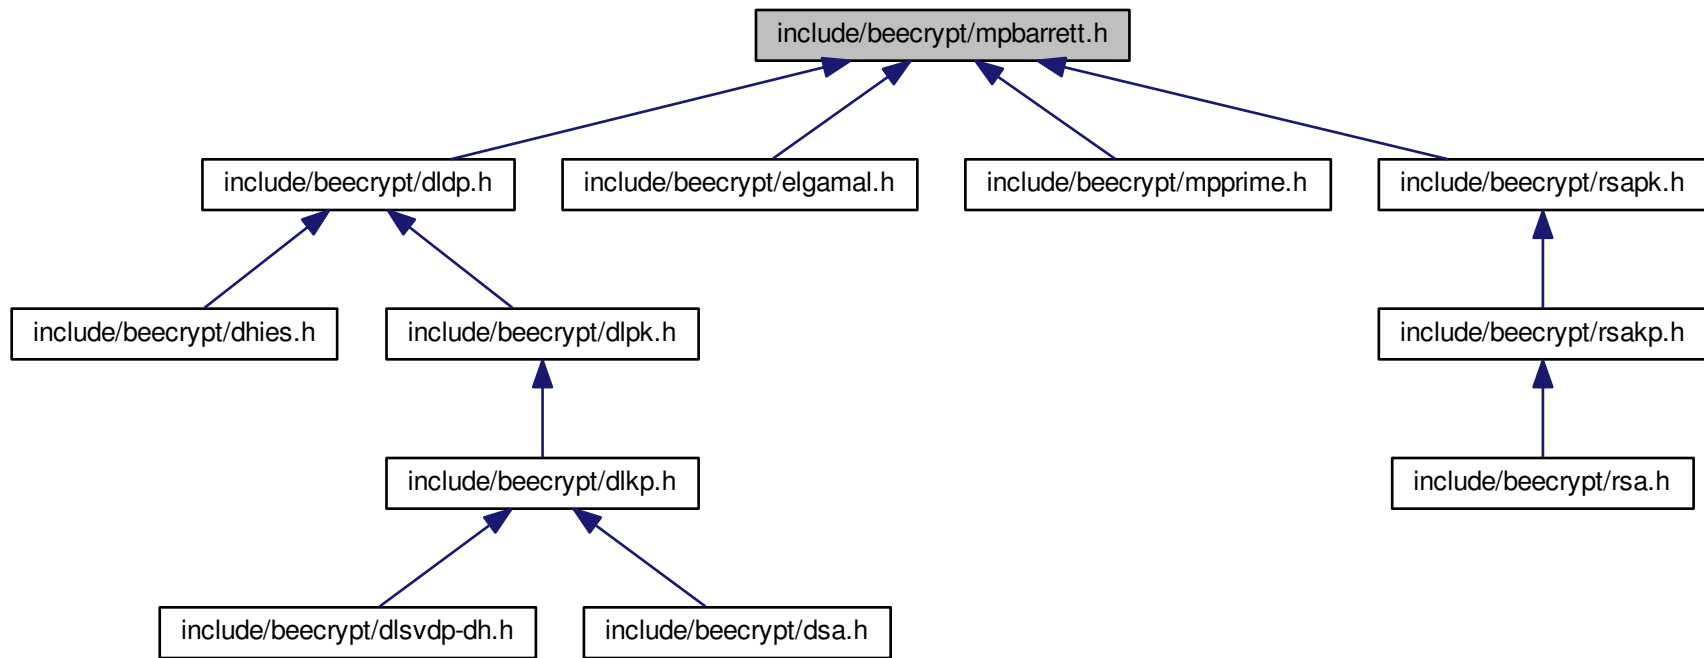 include/beecrypt/mpbarrett.h
include/beecrypt/dldp.h
include/beecrypt/elgamal.h
include/beecrypt/mpprime.h
include/beecrypt/rsapk.h
include/beecrypt/dhies.h
include/beecrypt/dlpk.h
include/beecrypt/rsakp.h
include/beecrypt/dlkp.h
include/beecrypt/rsa.h
include/beecrypt/dlsvdp-dh.h
include/beecrypt/dsa.h